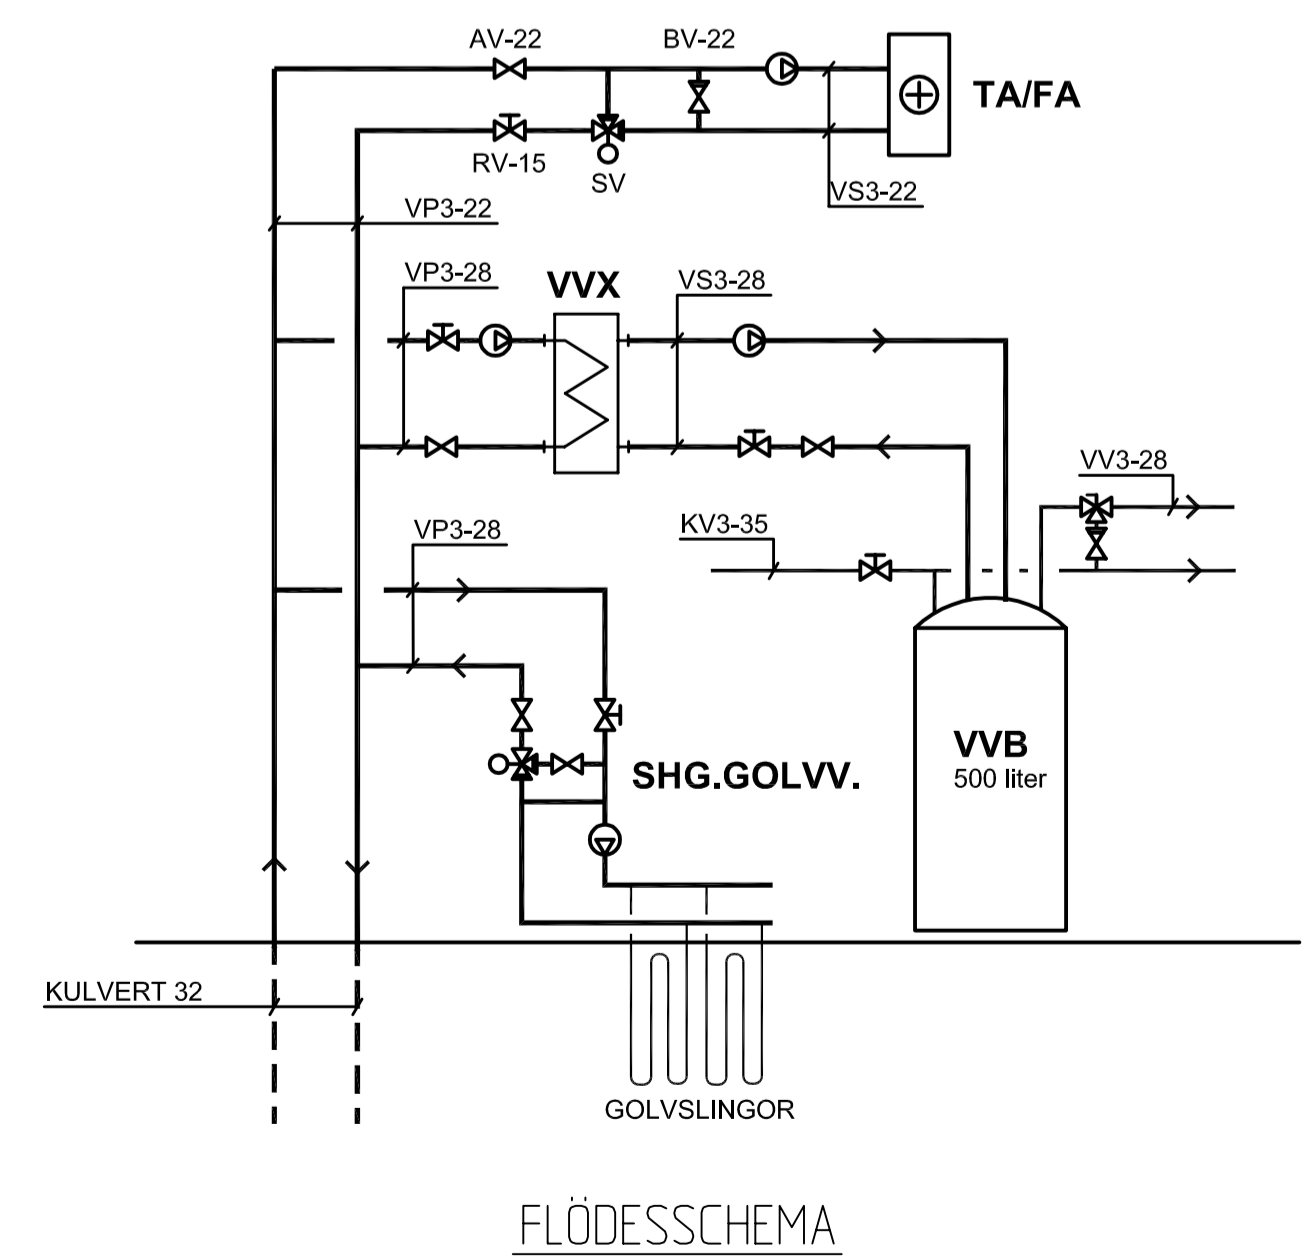 AV-22
BV-22
TA/FA
RV-15
SV
VS3-22
VP3-22
VP3-28
VVX
VS3-28
VV3-28
KV3-35
VP3-28
VVB
500 liter
SHG.GOLVV.
KULVERT 32
GOLVSLINGOR
FLÖDESSCHEMA